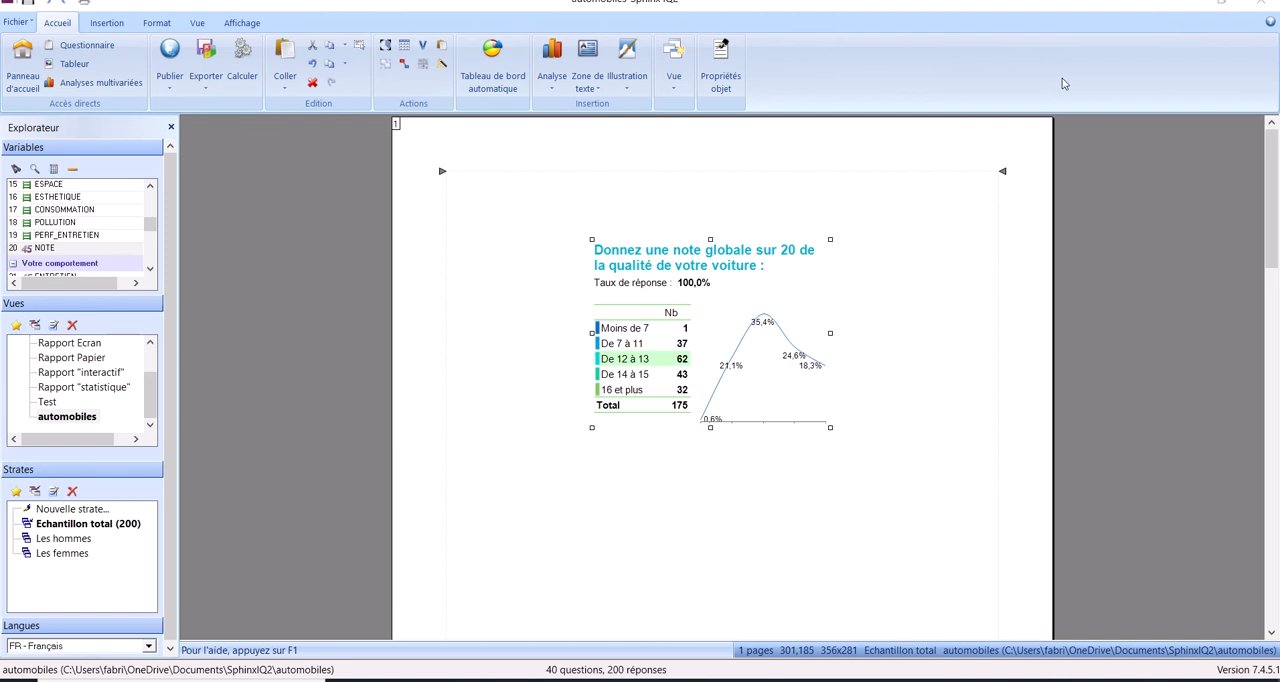 automobiles-SphinxIQ2
Fichier Accueil Insertion Format Vue Affichage
Panneau d'accueil
Questionnaire
Tableur
Analyses multivariées
Accès directs
Publier Exporter Calculer
Coller
Edition
Actions
Tableau de bord automatique
Analyse Zone de texte Illustration
Insertion
Vue
Propriétés objet
Explorateur
Variables
15 ESPACE
16 ESTHETIQUE
17 CONSOMMATION
18 POLLUTION
19 PERF_ENTRETIEN
20 NOTE
Votre comportement
Vues
Rapport Ecran
Rapport Papier
Rapport "interactif"
Rapport "statistique"
Test
automobiles
Strates
Nouvelle strate...
Echantillon total (200)
Les hommes
Les femmes
Langues
FR - Français
1
Donnez une note globale sur 20 de
la qualité de votre voiture :
Taux de réponse : 100,0%
Nb
Moins de 7 1
De 7 à 11 37
De 12 à 13 62
De 14 à 15 43
16 et plus 32
Total 175
35,4%
24,6%
21,1%
18,3%
0,6%
Pour l'aide, appuyez sur F1
1 pages 301,185 356x281 Echantillon total automobiles (C:\Users\fabri\OneDrive\Documents\SphinxIQ2\automobiles)
automobiles (C:\Users\fabri\OneDrive\Documents\SphinxIQ2\automobiles)
40 questions, 200 réponses
Version 7.4.5.1